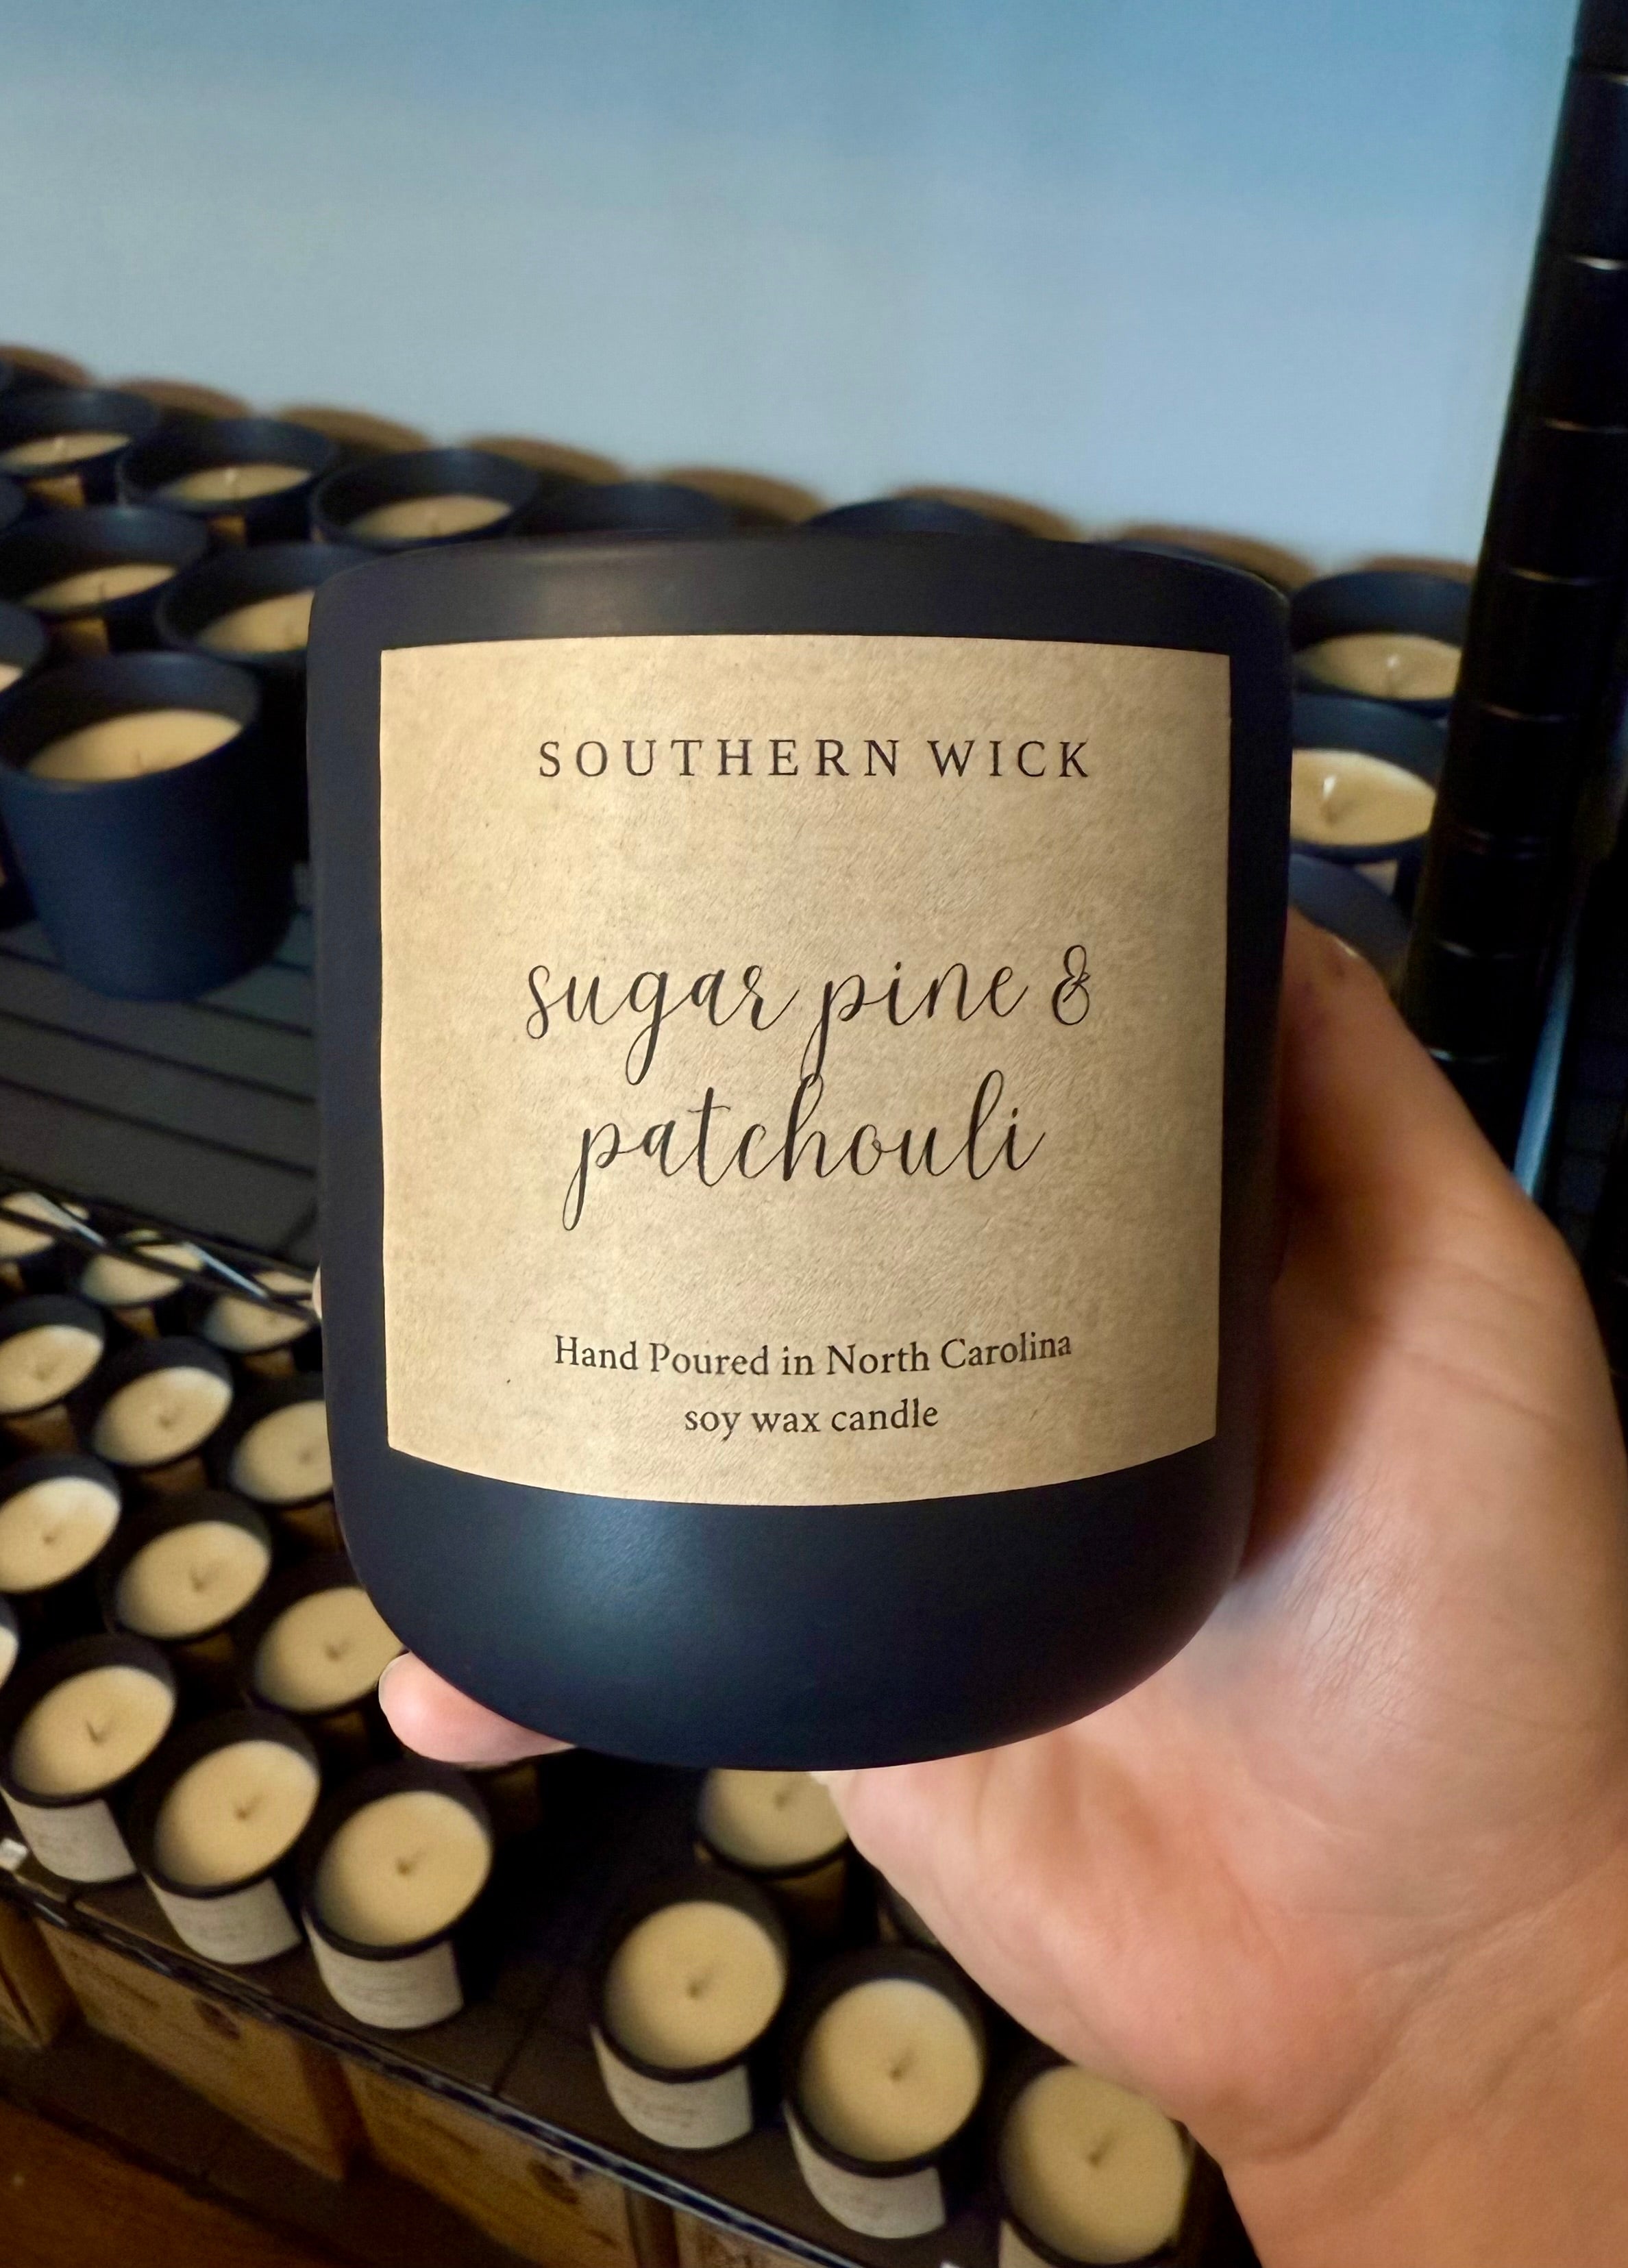 SOUTHERN WICK
sugar pine &
patchouli
Hand Poured in North Carolina
soy wax candle